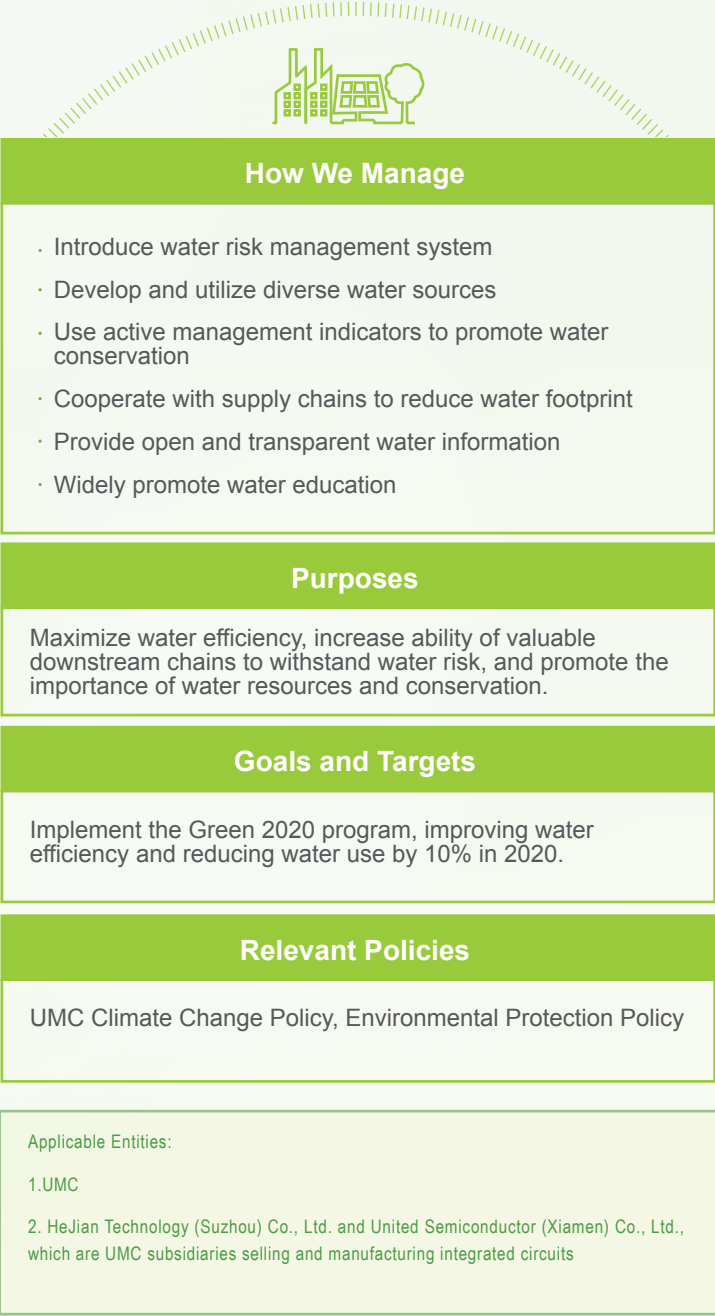 How We Manage
· Introduce water risk management system
· Develop and utilize diverse water sources
· Use active management indicators to promote water
conservation
· Cooperate with supply chains to reduce water footprint
· Provide open and transparent water information
· Widely promote water education
Purposes
Maximize water efficiency, increase ability of valuable
downstream chains to withstand water risk, and promote the
importance of water resources and conservation.
Goals and Targets
Implement the Green 2020 program, improving water
efficiency and reducing water use by 10% in 2020.
Relevant Policies
UMC Climate Change Policy, Environmental Protection Policy
Applicable Entities:
1.UMC
2. HeJian Technology (Suzhou) Co., Ltd. and United Semiconductor (Xiamen) Co., Ltd.,
which are UMC subsidiaries selling and manufacturing integrated circuits